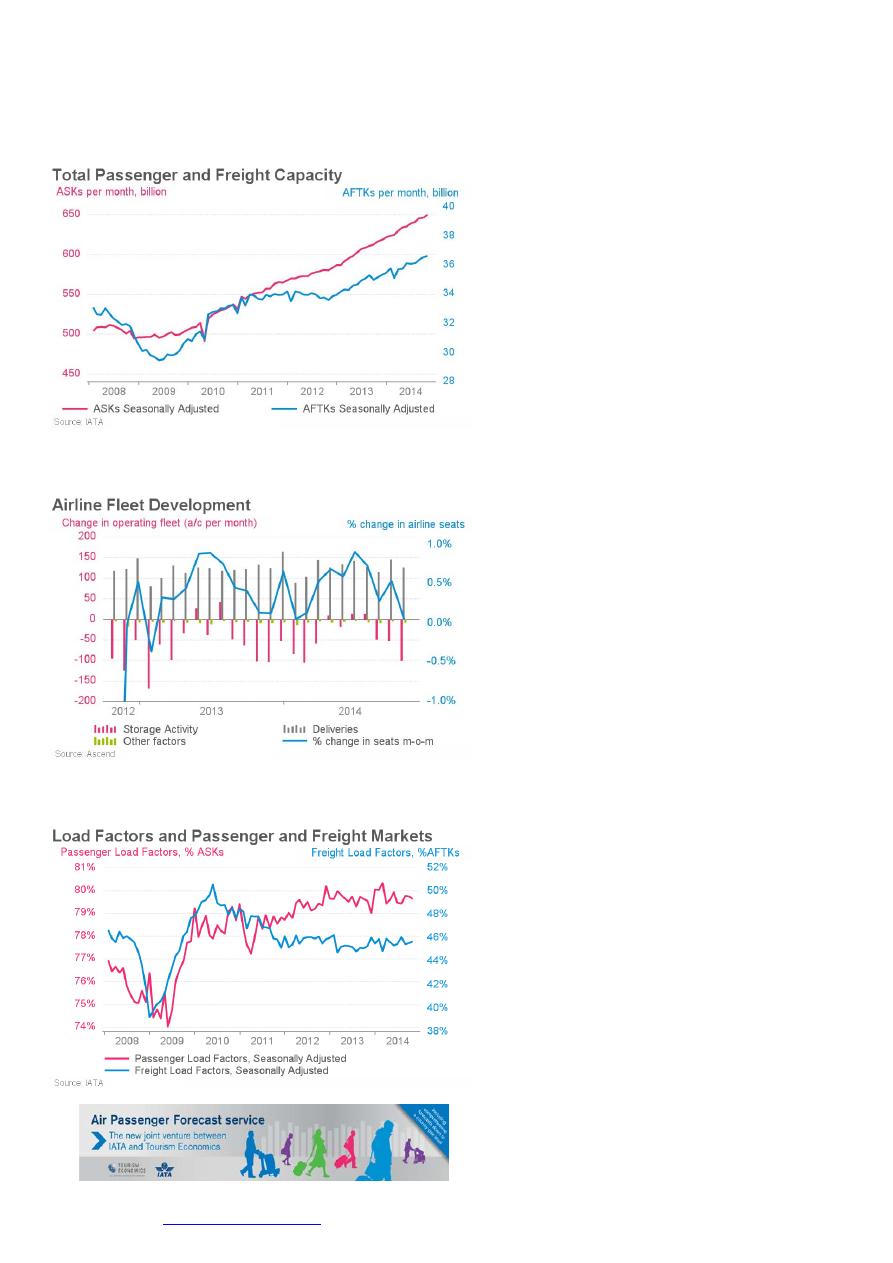 Total Passenger and Freight Capacity
ASKs per month, billion AFTKs per month, billion
650
600
550
500
450
40
38
36
34
32
30
28
2008 2009 2010 2011 2012 2013 2014
ASKs Seasonally Adjusted AFTKs Seasonally Adjusted
Source: IATA
Airline Fleet Development
Change in operating fleet (a/c per month) % change in airline seats
200
150
100
50
0
-50
-100
-150
-200
1.0%
0.5%
0.0%
-0.5%
-1.0%
2012 2013 2014
Storage Activity Deliveries
Other factors % change in seats m-o-m
Source: Ascend
Load Factors and Passenger and Freight Markets
Passenger Load Factors, % ASKs Freight Load Factors, %AFTKs
81%
80%
79%
78%
77%
76%
75%
74%
52%
50%
48%
46%
44%
42%
40%
38%
2008 2009 2010 2011 2012 2013 2014
Passenger Load Factors, Seasonally Adjusted
Freight Load Factors, Seasonally Adjusted
Source: IATA
Air Passenger Forecast service
The new joint venture between
IATA and Tourism Economics
TOURISM
ECONOMICS
IATA